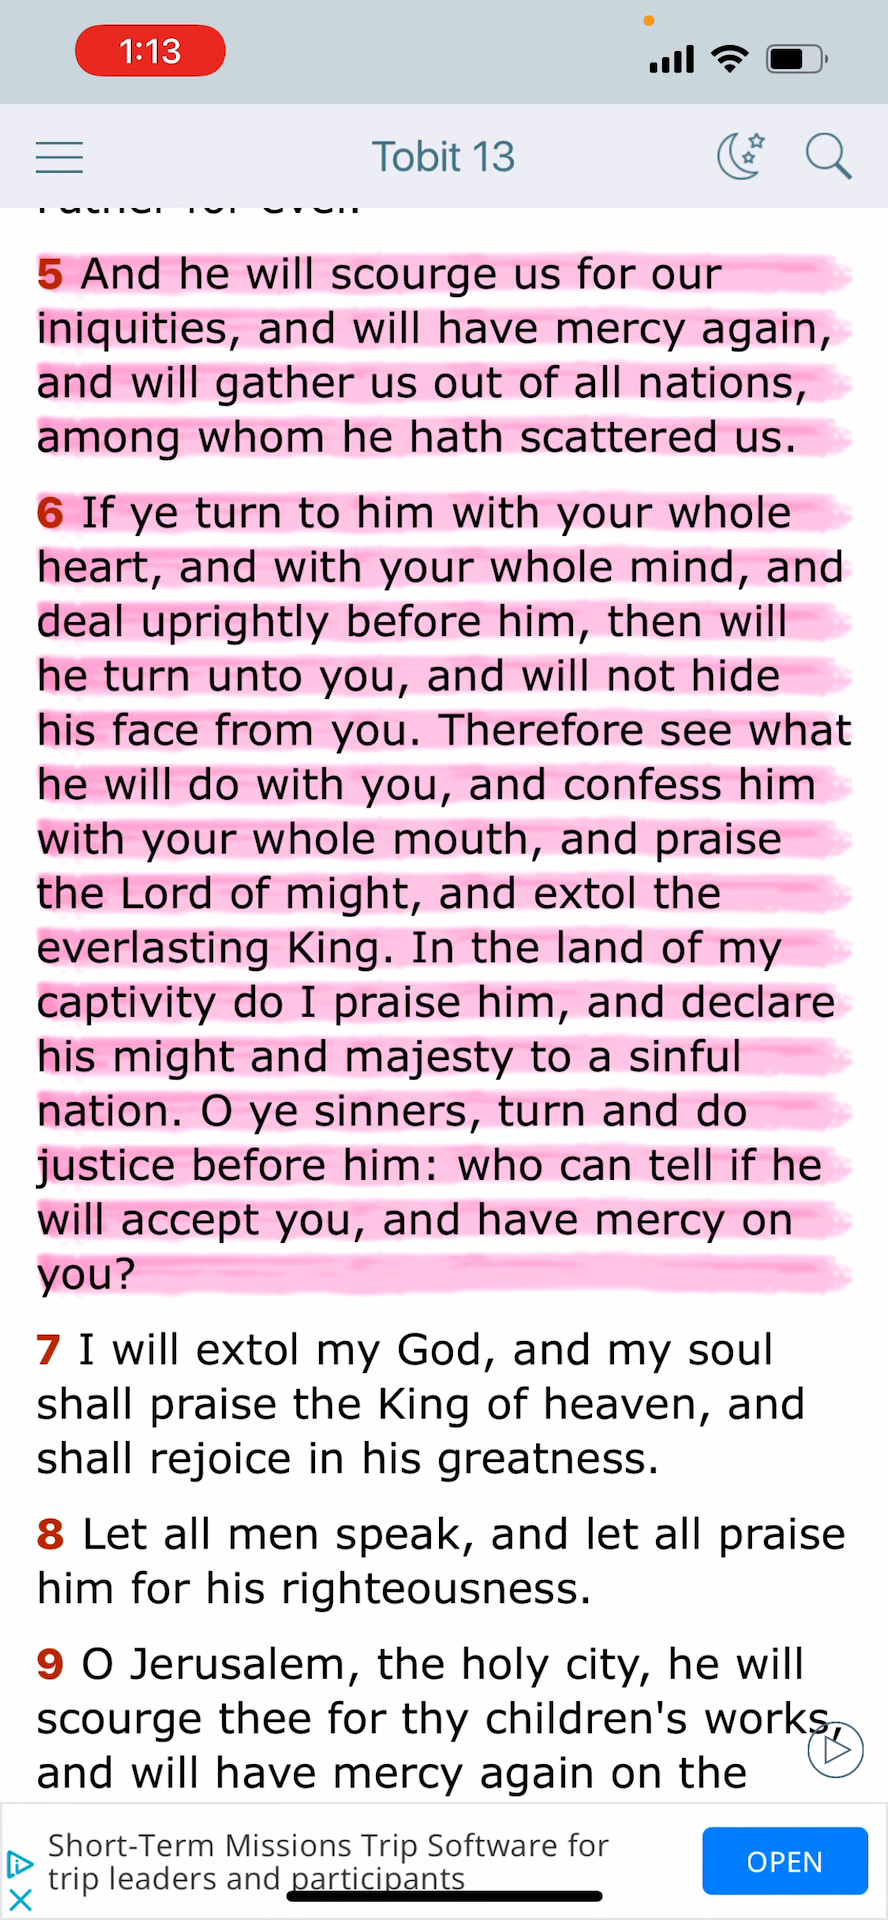 1:13
Tobit 13
Father for ever.
5 And he will scourge us for our
iniquities, and will have mercy again,
and will gather us out of all nations,
among whom he hath scattered us.
6 If ye turn to him with your whole
heart, and with your whole mind, and
deal uprightly before him, then will
he turn unto you, and will not hide
his face from you. Therefore see what
he will do with you, and confess him
with your whole mouth, and praise
the Lord of might, and extol the
everlasting King. In the land of my
captivity do I praise him, and declare
his might and majesty to a sinful
nation. O ye sinners, turn and do
justice before him: who can tell if he
will accept you, and have mercy on
you?
7 I will extol my God, and my soul
shall praise the King of heaven, and
shall rejoice in his greatness.
8 Let all men speak, and let all praise
him for his righteousness.
9 O Jerusalem, the holy city, he will
scourge thee for thy children's works,
and will have mercy again on the
Short-Term Missions Trip Software for
trip leaders and participants
OPEN